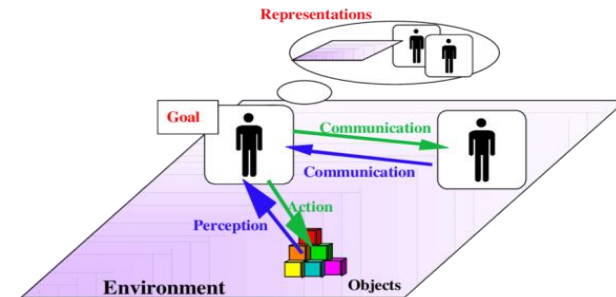 Representations
Goal
Communication
Communication
Action
Perception
Environment
Objects